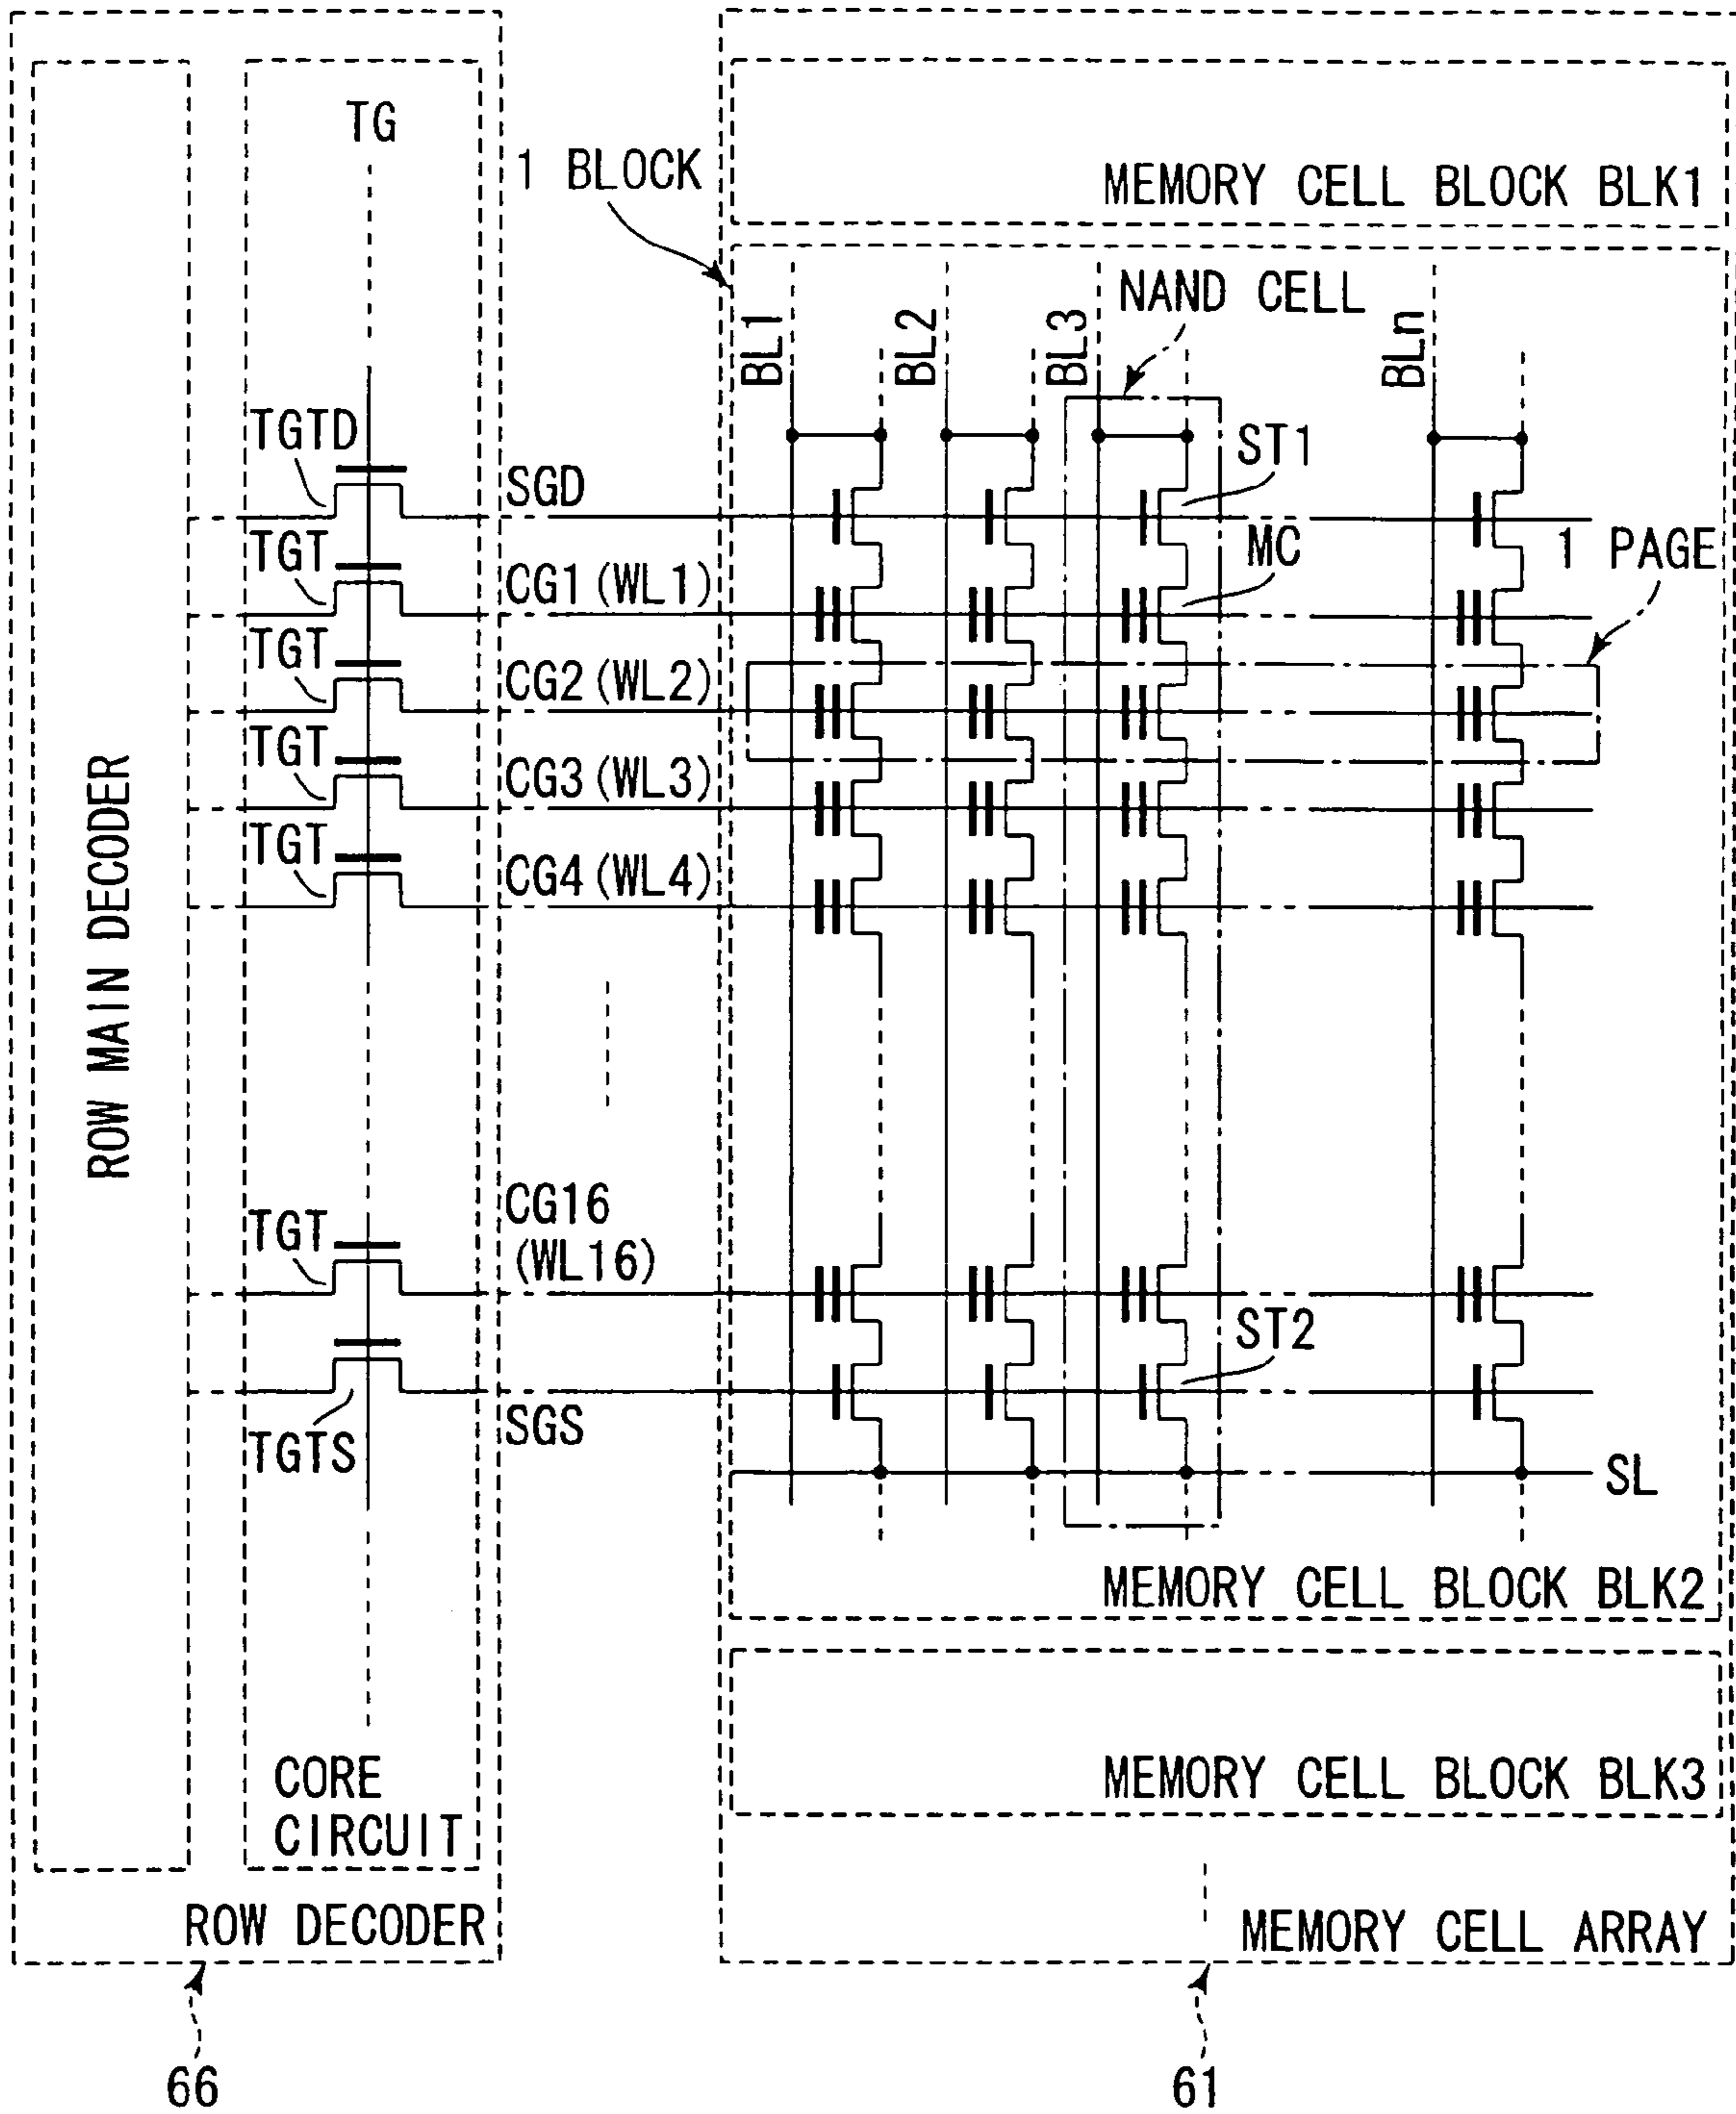 TG
1 BLOCK
MEMORY CELL BLOCK BLK1
NAND CELL
BL1
BL2
BL3
BLn
TGTD
SGD
ST1
TGT
CG1 (WL1)
MC
1 PAGE
TGT
CG2 (WL2)
TGT
CG3 (WL3)
TGT
CG4 (WL4)
ROW MAIN DECODER
TGT
CG16
(WL16)
ST2
TGTS
SGS
SL
MEMORY CELL BLOCK BLK2
CORE
CIRCUIT
MEMORY CELL BLOCK BLK3
ROW DECODER
MEMORY CELL ARRAY
66
61